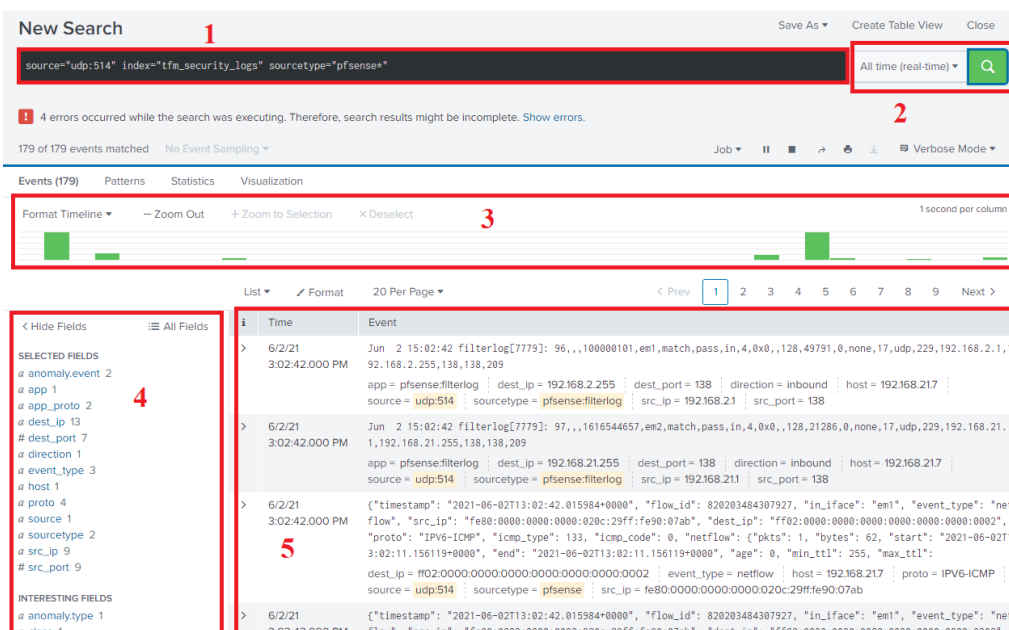 New Search
1
Save As
Create Table View
Close
source="udp:514" index="tfm_security_logs" sourcetype="pfsense*"
All time (real-time)
2
! 4 errors occurred while the search was executing. Therefore, search results might be incomplete. Show errors.
179 of 179 events matched No Event Sampling
Job
Verbose Mode
Events (179) Patterns Statistics Visualization
Format Timeline — Zoom Out + Zoom to Selection × Deselect
3
1 second per column
List Format 20 Per Page
< Prev 1 2 3 4 5 6 7 8 9 Next >
< Hide Fields All Fields
SELECTED FIELDS
a anomaly.event 2
a app 1
a app_proto 2
a dest_ip 13
# dest_port 7
a direction 1
a event_type 3
a host 1
a proto 4
a source 1
a sourcetype 2
a src_ip 9
# src_port 9
INTERESTING FIELDS
a anomaly.type 1
4
i Time Event
> 6/2/21
3:02:42.000 PM
Jun 2 15:02:42 filterlog[7779]: 96,,,100000101,em1,match,pass,in,4,0x0,,128,49791,0,none,17,udp,229,192.168.2.1,1
92.168.2.255,138,138,209
app = pfsense:filterlog dest_ip = 192.168.2.255 dest_port = 138 direction = inbound host = 192.168.21.7
source = udp:514 sourcetype = pfsense:filterlog src_ip = 192.168.2.1 src_port = 138
> 6/2/21
3:02:42.000 PM
Jun 2 15:02:42 filterlog[7779]: 97,,,1616544657,em2,match,pass,in,4,0x0,,128,21286,0,none,17,udp,229,192.168.21.
1,192.168.21.255,138,138,209
app = pfsense:filterlog dest_ip = 192.168.21.255 dest_port = 138 direction = inbound host = 192.168.21.7
source = udp:514 sourcetype = pfsense:filterlog src_ip = 192.168.21.1 src_port = 138
> 6/2/21
3:02:42.000 PM
5
{"timestamp": "2021-06-02T13:02:42.015984+0000", "flow_id": 820203484307927, "in_iface": "em1", "event_type": "net
flow", "src_ip": "fe80:0000:0000:0000:020c:29ff:fe90:07ab", "dest_ip": "ff02:0000:0000:0000:0000:0000:0000:0002",
"proto": "IPV6-ICMP", "icmp_type": 133, "icmp_code": 0, "netflow": {"pkts": 1, "bytes": 62, "start": "2021-06-02T1
3:02:11.156119+0000", "end": "2021-06-02T13:02:11.156119+0000", "age": 0, "min_ttl": 255, "max_ttl":
dest_ip = ff02:0000:0000:0000:0000:0000:0000:0002 event_type = netflow host = 192.168.21.7 proto = IPV6-ICMP
source = udp:514 sourcetype = pfsense src_ip = fe80:0000:0000:0000:020c:29ff:fe90:07ab
> 6/2/21
{"timestamp": "2021-06-02T13:02:42.015984+0000", "flow_id": 820203484307927, "in_iface": "em1", "event_type": "net